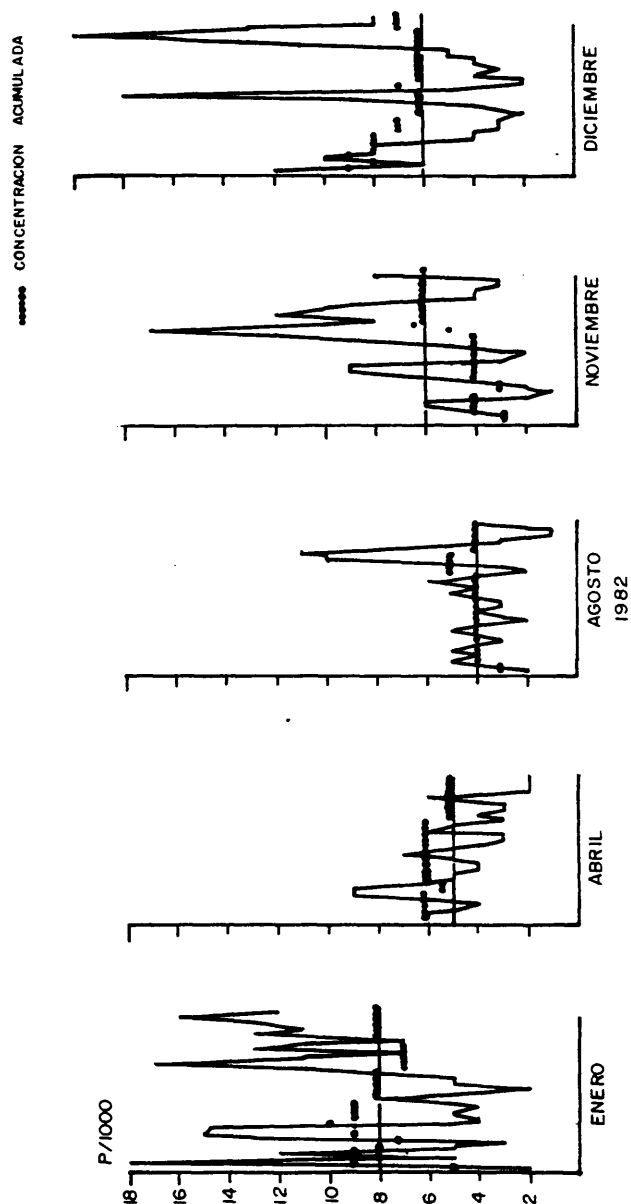 CONCENTRACION ACUMULADA
P/1000
18
16
14
12
10
8
6
4
2
ENERO
ABRIL
AGOSTO
1982
NOVIEMBRE
DICIEMBRE